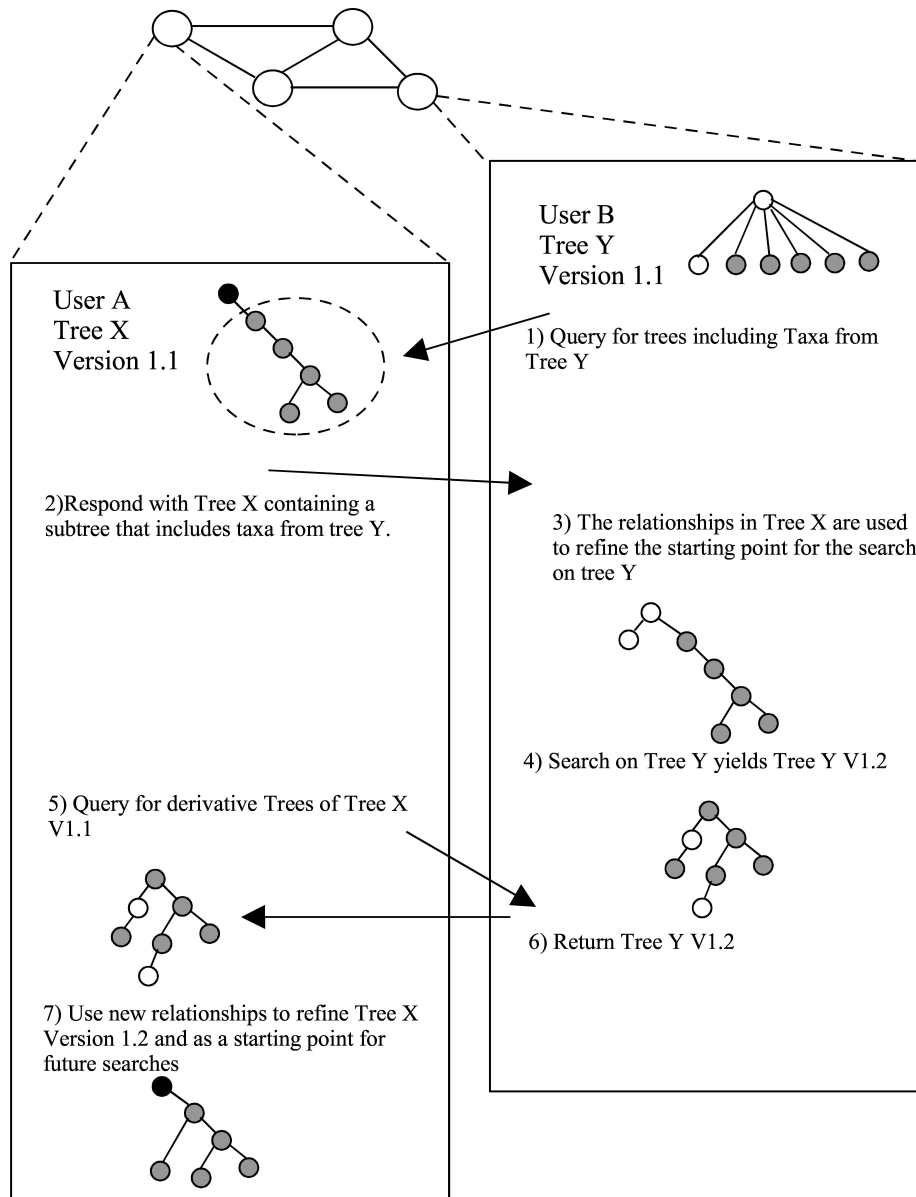 User B
Tree Y
Version 1.1
User A
Tree X
Version 1.1
1) Query for trees including Taxa from
Tree Y
2)Respond with Tree X containing a
subtree that includes taxa from tree Y.
3) The relationships in Tree X are used
to refine the starting point for the search
on tree Y
4) Search on Tree Y yields Tree Y V1.2
5) Query for derivative Trees of Tree X
V1.1
6) Return Tree Y V1.2
7) Use new relationships to refine Tree X
Version 1.2 and as a starting point for
future searches